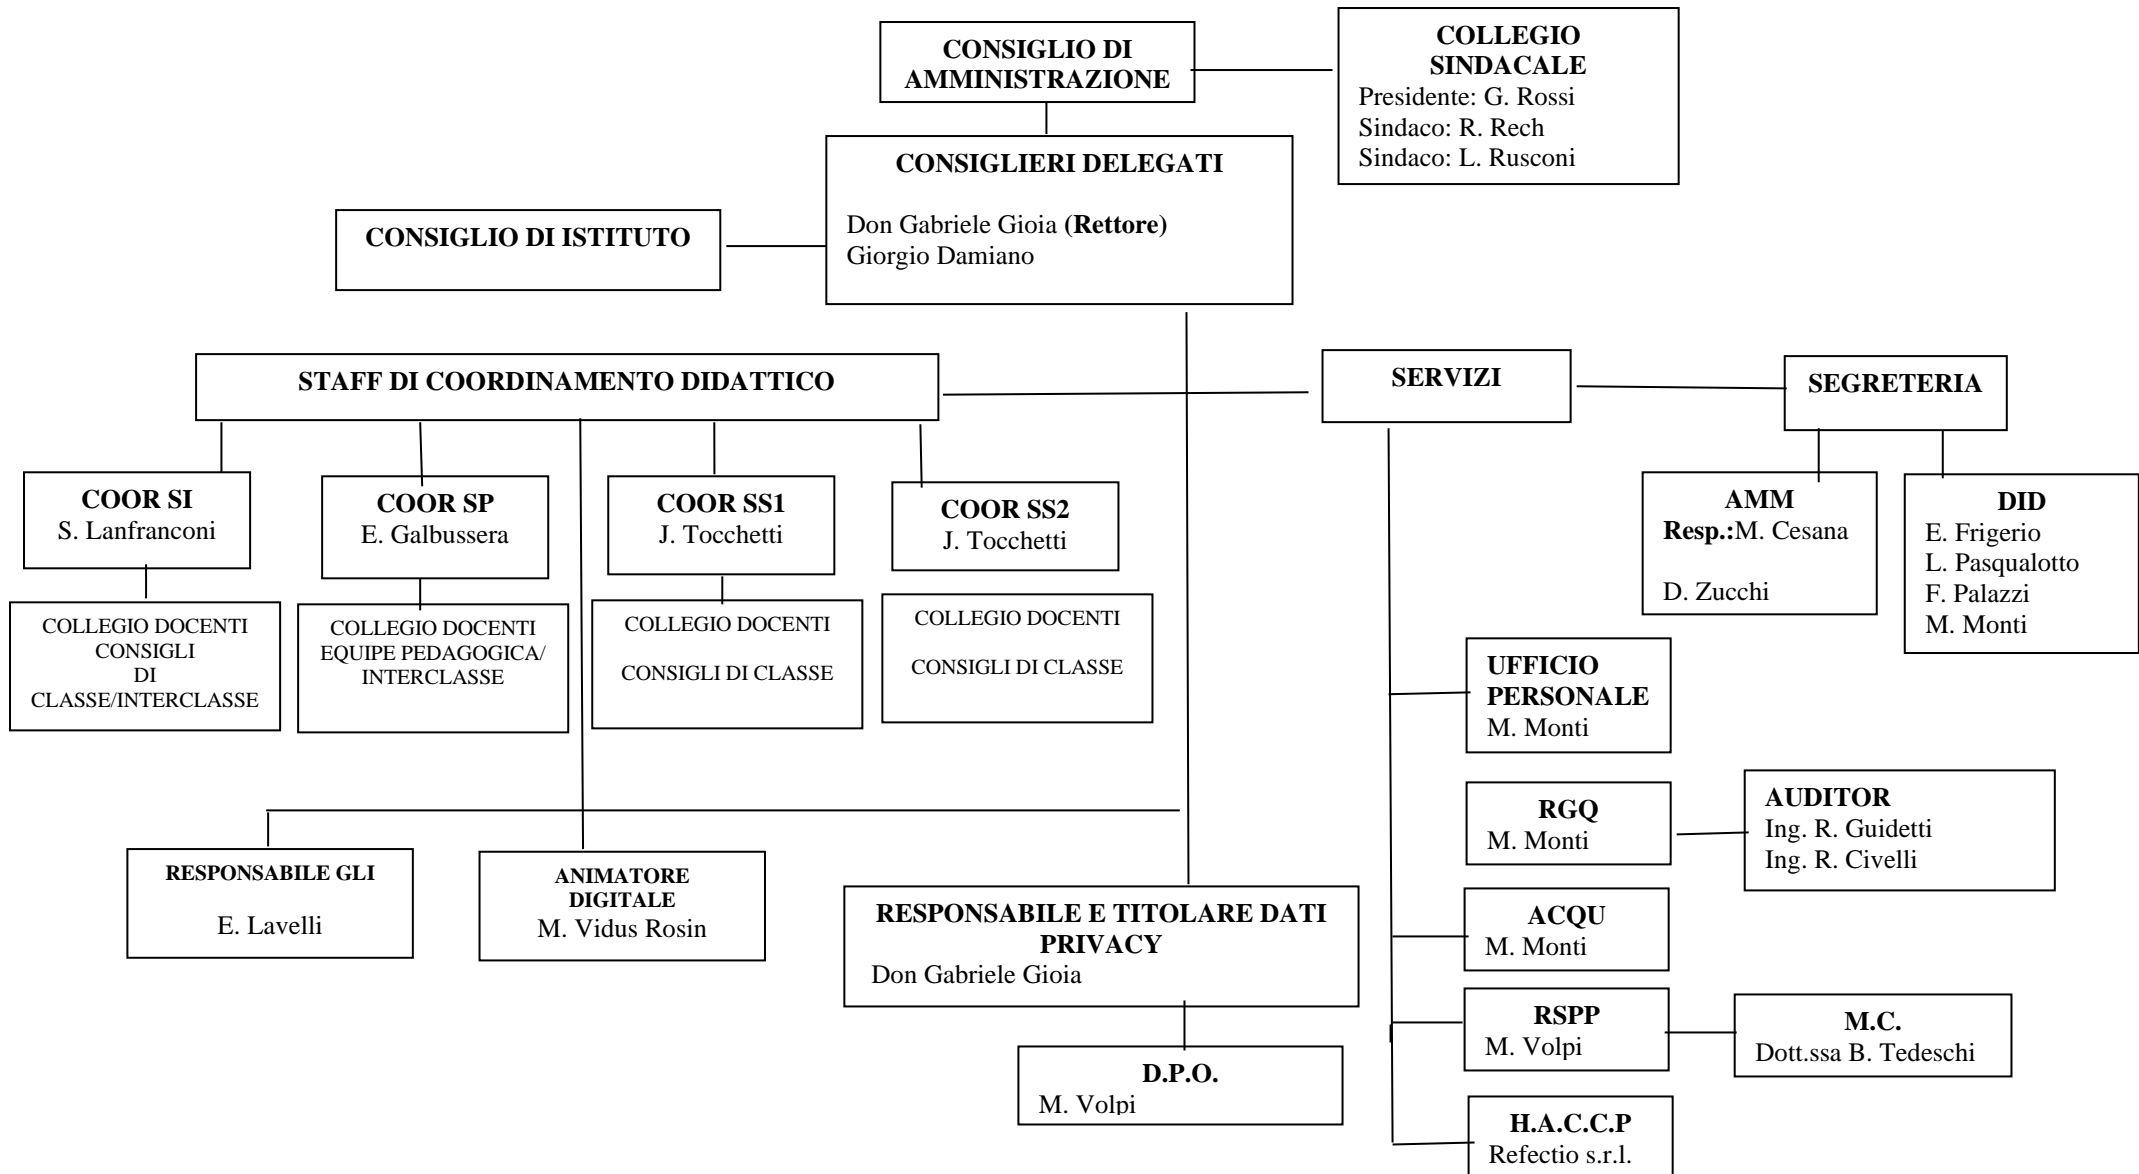 CONSIGLIO DI
AMMINISTRAZIONE
COLLEGIO
SINDACALE
Presidente: G. Rossi
Sindaco: R. Rech
Sindaco: L. Rusconi
CONSIGLIERI DELEGATI
Don Gabriele Gioia (Rettore)
Giorgio Damiano
CONSIGLIO DI ISTITUTO
STAFF DI COORDINAMENTO DIDATTICO
SERVIZI
SEGRETERIA
COOR SI
S. Lanfranconi
COOR SP
E. Galbussera
COOR SS1
J. Tocchetti
COOR SS2
J. Tocchetti
AMM
Resp.:M. Cesana
D. Zucchi
DID
E. Frigerio
L. Pasqualotto
F. Palazzi
M. Monti
COLLEGIO DOCENTI
CONSIGLI
DI
CLASSE/INTERCLASSE
COLLEGIO DOCENTI
EQUIPE PEDAGOGICA/
INTERCLASSE
COLLEGIO DOCENTI
CONSIGLI DI CLASSE
COLLEGIO DOCENTI
CONSIGLI DI CLASSE
UFFICIO
PERSONALE
M. Monti
RGQ
M. Monti
AUDITOR
Ing. R. Guidetti
Ing. R. Civelli
RESPONSABILE GLI
E. Lavelli
ANIMATORE
DIGITALE
M. Vidus Rosin
RESPONSABILE E TITOLARE DATI
PRIVACY
Don Gabriele Gioia
ACQU
M. Monti
RSPP
M. Volpi
M.C.
Dott.ssa B. Tedeschi
D.P.O.
M. Volpi
H.A.C.C.P
Refectio s.r.l.